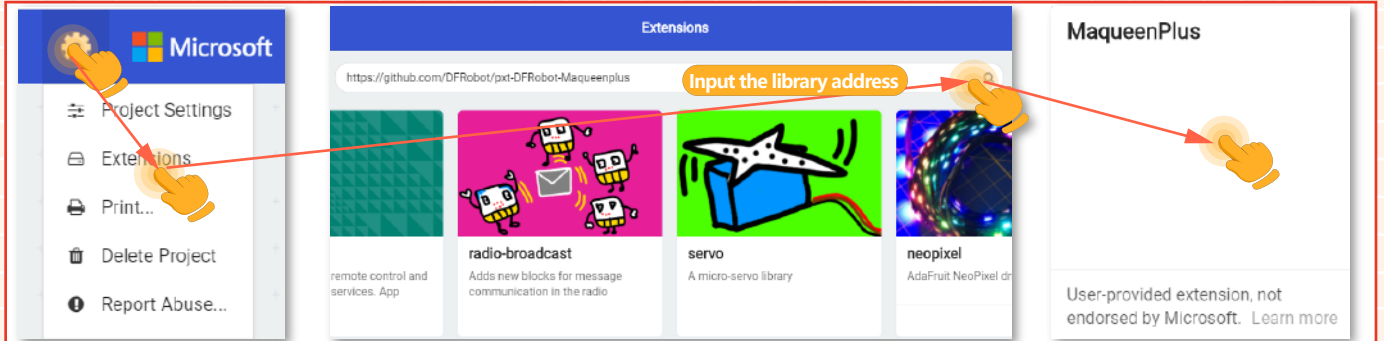 Microsoft
Project Settings
Extensions
Print...
Delete Project
Report Abuse...
Extensions
https://github.com/DFRobot/pxt-DFRobot-Maqueenplus
Input the library address
remote control and
services. App
radio-broadcast
Adds new blocks for message
communication in the radio
servo
A micro-servo library
neopixel
AdaFruit NeoPixel dr
MaqueenPlus
User-provided extension, not
endorsed by Microsoft. Learn more